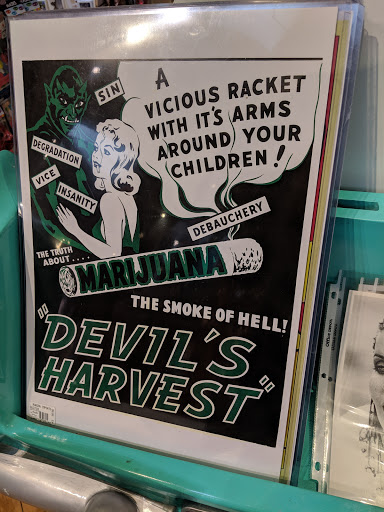 A
VICIOUS RACKET
WITH IT'S ARMS
AROUND YOUR
CHILDREN!
SIN
DEGRADATION
VICE
INSANITY
DEBAUCHERY
THE TRUTH
ABOUT....
MARIJUANA
THE SMOKE OF HELL!
"DEVIL'S
HARVEST"